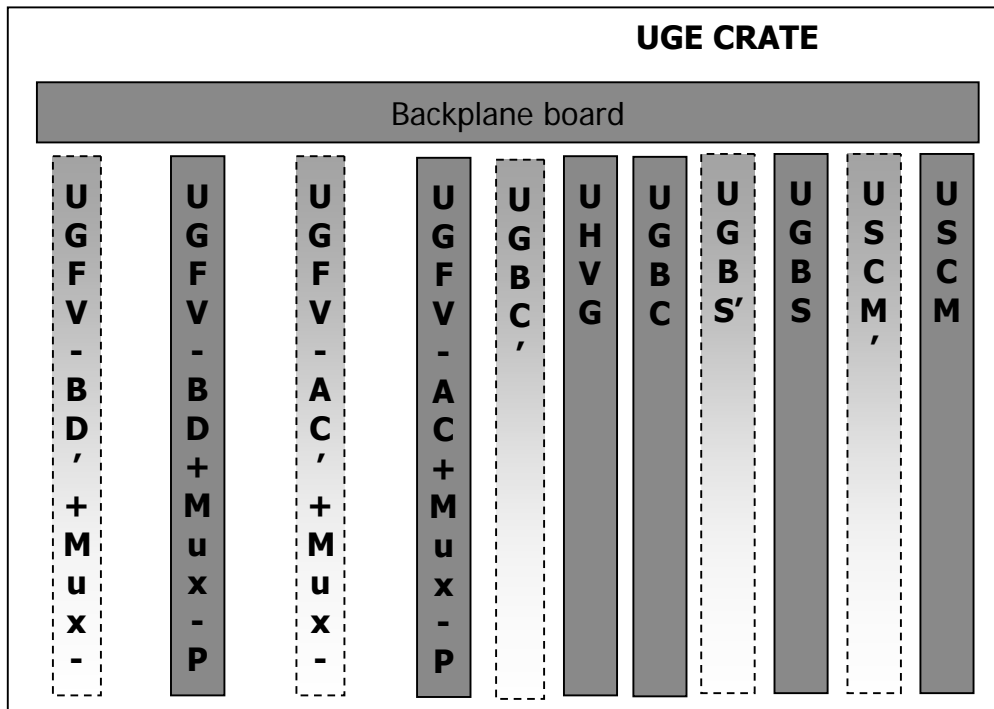 UGE CRATE
Backplane board
UGFV-BD’+Mux-
UGFV-BD+Mux-P
UGFV-AC’+Mux-
UGFV-AC+Mux-P
UGBC’
UHVG
UGBC
UGBS’
UGBS
USCM’
USCM